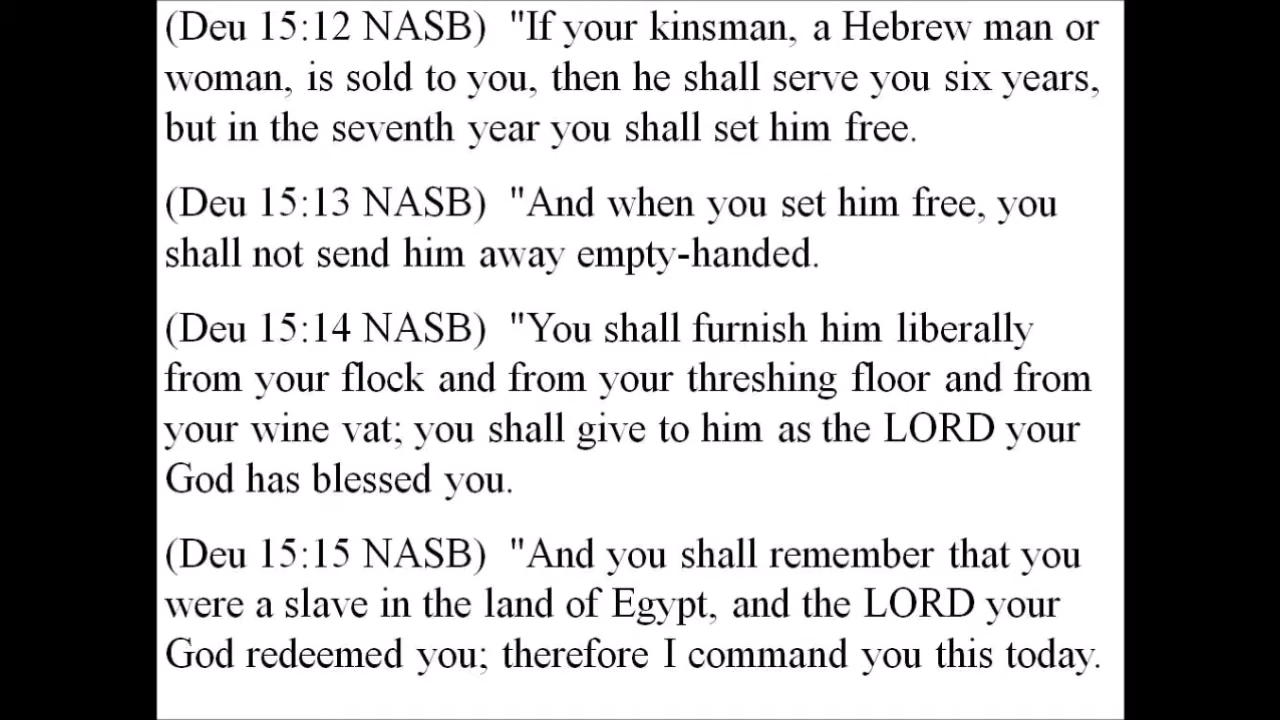 (Deu 15:12 NASB)  "If your kinsman, a Hebrew man or
woman, is sold to you, then he shall serve you six years,
but in the seventh year you shall set him free.
(Deu 15:13 NASB)  "And when you set him free, you
shall not send him away empty-handed.
(Deu 15:14 NASB)  "You shall furnish him liberally
from your flock and from your threshing floor and from
your wine vat; you shall give to him as the LORD your
God has blessed you.
(Deu 15:15 NASB)  "And you shall remember that you
were a slave in the land of Egypt, and the LORD your
God redeemed you; therefore I command you this today.